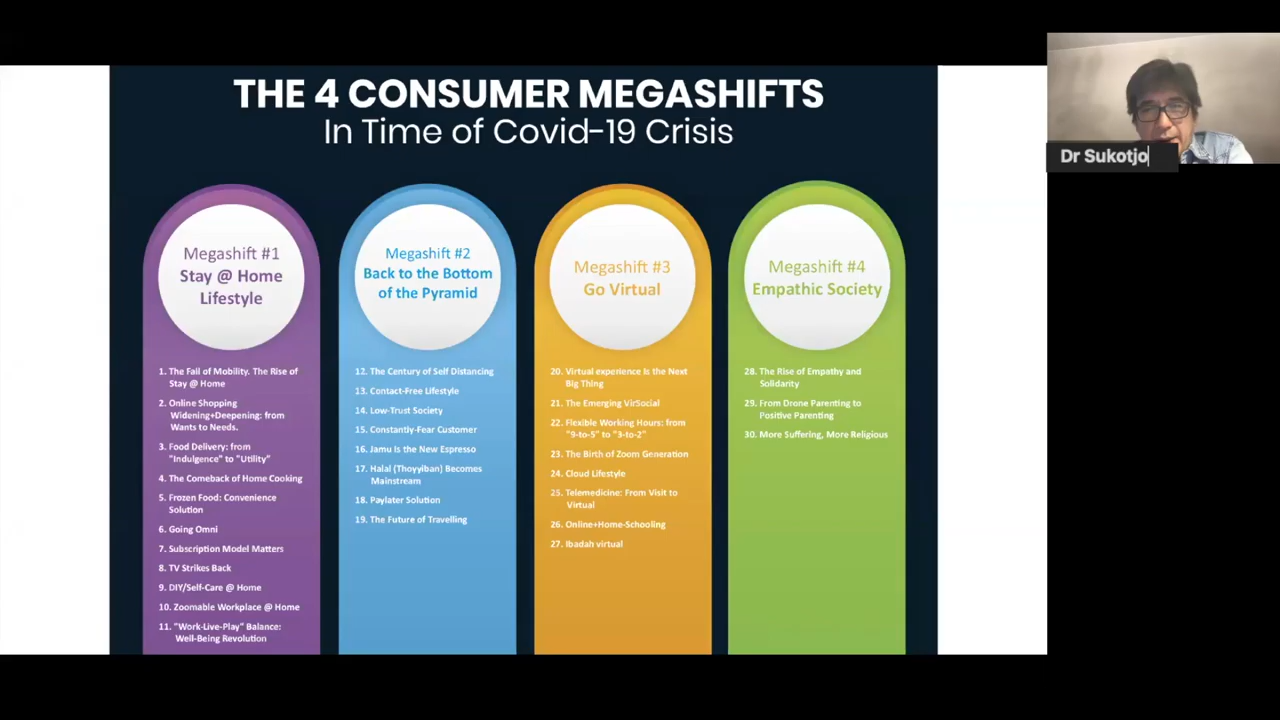 THE 4 CONSUMER MEGASHIFTS
In Time of Covid-19 Crisis
Dr Sukotjo
Megashift #1
Stay @ Home
Lifestyle
1. The Fall of Mobility. The Rise of
Stay @ Home
2. Online Shopping
Widening+Deepening: from
Wants to Needs.
3. Food Delivery: from
"Indulgence" to "Utility"
4. The Comeback of Home Cooking
5. Frozen Food: Convenience
Solution
6. Going Omni
7. Subscription Model Matters
8. TV Strikes Back
9. DIY/Self-Care @ Home
10. Zoomable Workplace @ Home
11. "Work-Live-Play" Balance:
Well-Being Revolution
Megashift #2
Back to the Bottom
of the Pyramid
12. The Century of Self Distancing
13. Contact-Free Lifestyle
14. Low-Trust Society
15. Constantly-Fear Customer
16. Jamu Is the New Espresso
17. Halal (Thoyyiban) Becomes
Mainstream
18. Paylater Solution
19. The Future of Travelling
Megashift #3
Go Virtual
20. Virtual experience Is the Next
Big Thing
21. The Emerging VirSocial
22. Flexible Working Hours: from
"9-to-5" to "3-to-2"
23. The Birth of Zoom Generation
24. Cloud Lifestyle
25. Telemedicine: From Visit to
Virtual
26. Online+Home-Schooling
27. Ibadah virtual
Megashift #4
Empathic Society
28. The Rise of Empathy and
Solidarity
29. From Drone Parenting to
Positive Parenting
30. More Suffering, More Religious